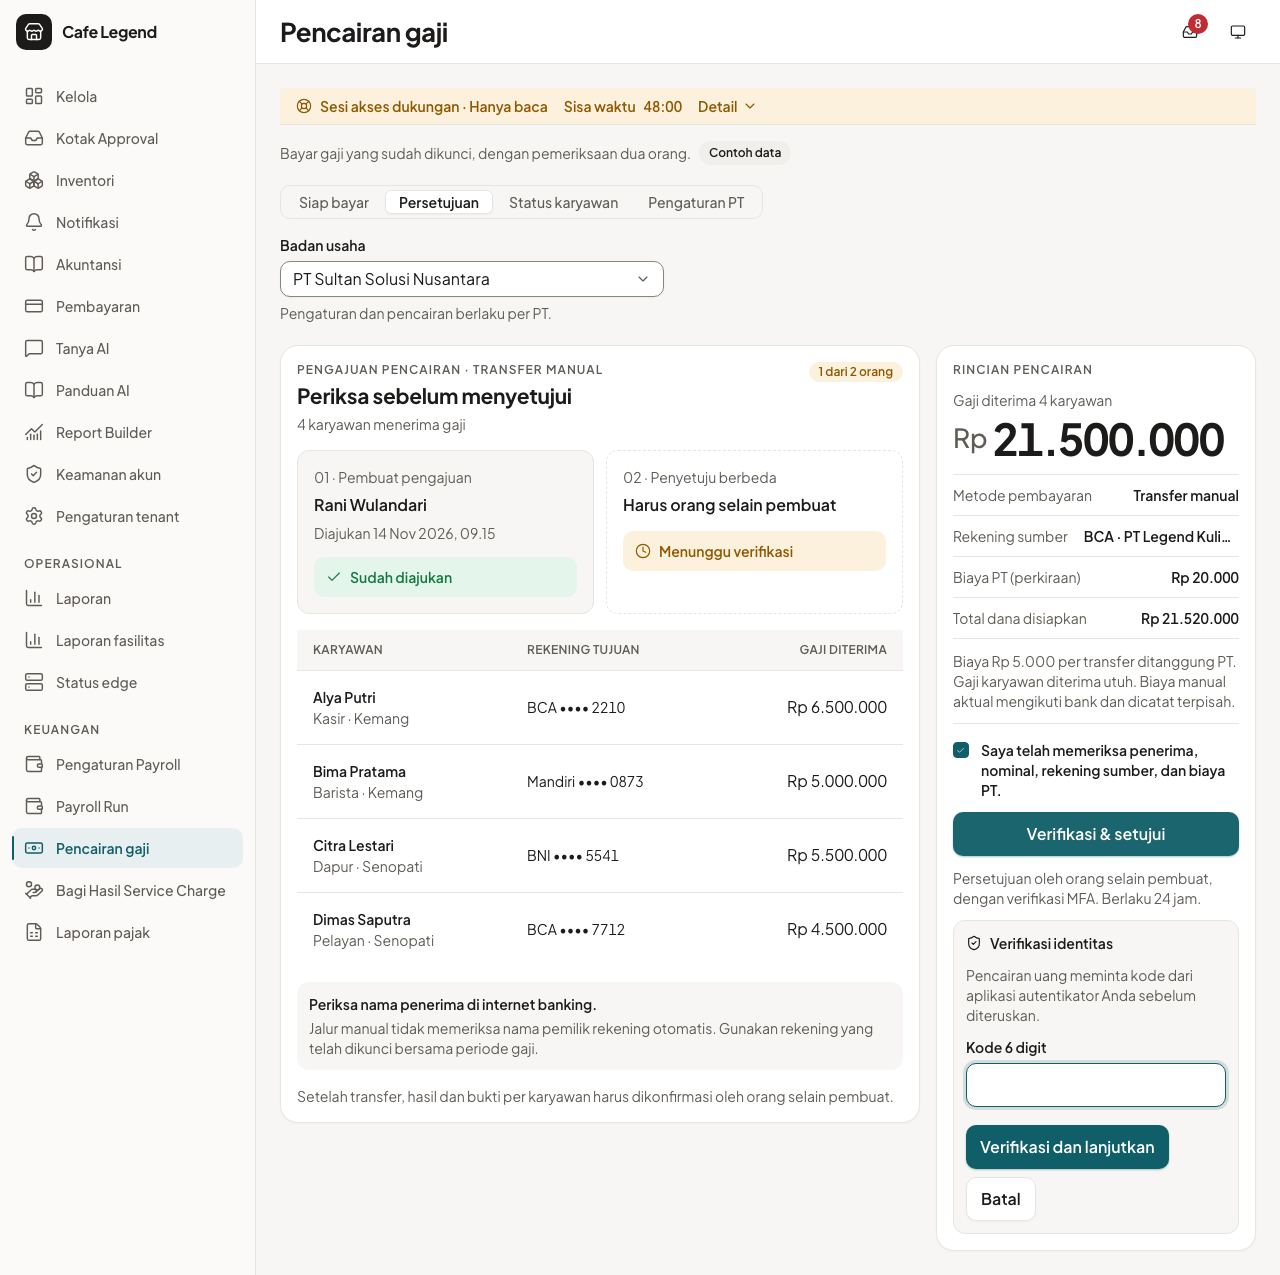 Cafe Legend
Kelola
Kotak Approval
Inventori
Notifikasi
Akuntansi
Pembayaran
Tanya AI
Panduan AI
Report Builder
Keamanan akun
Pengaturan tenant
OPERASIONAL
Laporan
Laporan fasilitas
Status edge
KEUANGAN
Pengaturan Payroll
Payroll Run
Pencairan gaji
Bagi Hasil Service Charge
Laporan pajak
Pencairan gaji
8
Sesi akses dukungan · Hanya baca Sisa waktu 48:00 Detail
Bayar gaji yang sudah dikunci, dengan pemeriksaan dua orang. Contoh data
Siap bayar Persetujuan Status karyawan Pengaturan PT
Badan usaha
PT Sultan Solusi Nusantara
Pengaturan dan pencairan berlaku per PT.
PENGAJUAN PENCAIRAN · TRANSFER MANUAL
1 dari 2 orang
Periksa sebelum menyetujui
4 karyawan menerima gaji
01 · Pembuat pengajuan
Rani Wulandari
Diajukan 14 Nov 2026, 09.15
Sudah diajukan
02 · Penyetuju berbeda
Harus orang selain pembuat
Menunggu verifikasi
KARYAWAN REKENING TUJUAN GAJI DITERIMA
Alya Putri
Kasir · Kemang
BCA •••• 2210
Rp 6.500.000
Bima Pratama
Barista · Kemang
Mandiri •••• 0873
Rp 5.000.000
Citra Lestari
Dapur · Senopati
BNI •••• 5541
Rp 5.500.000
Dimas Saputra
Pelayan · Senopati
BCA •••• 7712
Rp 4.500.000
Periksa nama penerima di internet banking.
Jalur manual tidak memeriksa nama pemilik rekening otomatis. Gunakan rekening yang
telah dikunci bersama periode gaji.
Setelah transfer, hasil dan bukti per karyawan harus dikonfirmasi oleh orang selain pembuat.
RINCIAN PENCAIRAN
Gaji diterima 4 karyawan
Rp 21.500.000
Metode pembayaran Transfer manual
Rekening sumber BCA · PT Legend Kuli...
Biaya PT (perkiraan) Rp 20.000
Total dana disiapkan Rp 21.520.000
Biaya Rp 5.000 per transfer ditanggung PT.
Gaji karyawan diterima utuh. Biaya manual
aktual mengikuti bank dan dicatat terpisah.
Saya telah memeriksa penerima,
nominal, rekening sumber, dan biaya
PT.
Verifikasi & setujui
Persetujuan oleh orang selain pembuat,
dengan verifikasi MFA. Berlaku 24 jam.
Verifikasi identitas
Pencairan uang meminta kode dari
aplikasi autentikator Anda sebelum
diteruskan.
Kode 6 digit
Verifikasi dan lanjutkan
Batal